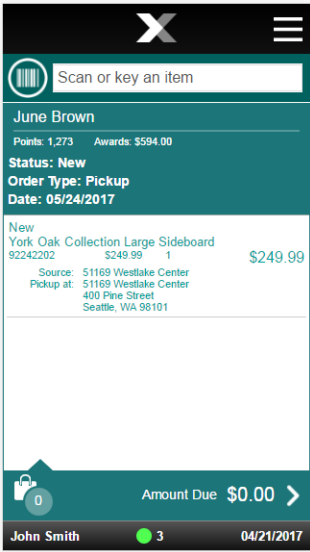 Scan or key an item
June Brown
Points: 1,273 Awards: $594.00
Status: New
Order Type: Pickup
Date: 05/24/2017
New
York Oak Collection Large Sideboard
92242202 $249.99 1 $249.99
Source: 51169 Westlake Center
Pickup at: 51169 Westlake Center
400 Pine Street
Seattle, WA 98101
0 Amount Due $0.00
John Smith 3 04/21/2017